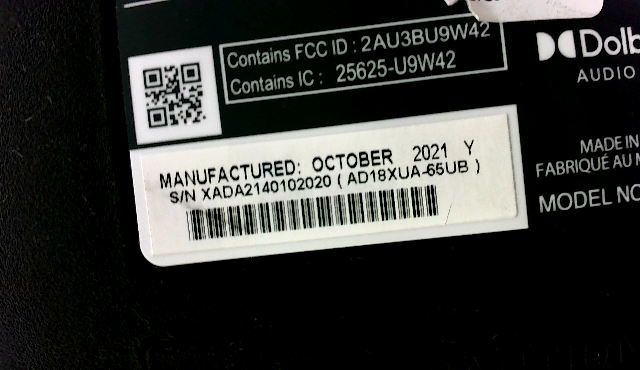 Contains FCC ID : 2AU3BU9W42
Contains IC : 25625-U9W42
Dolb
AUDIO
MANUFACTURED: OCTOBER 2021 Y
S/N XADA2140102020 ( AD18XUA-65UB )
MADE IN
FABRIQUÉ AU M
MODEL NO